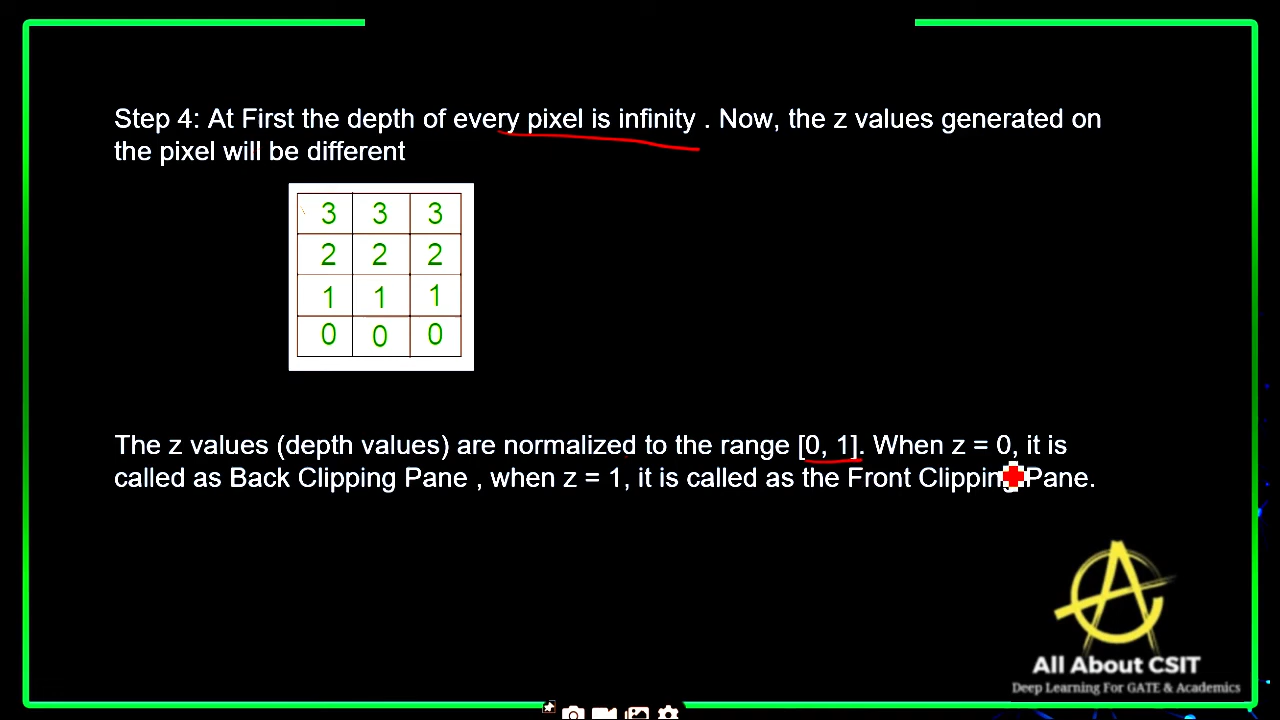 Step 4: At First the depth of every pixel is infinity . Now, the z values generated on
the pixel will be different
3 3 3
2 2 2
1 1 1
0 0 0
The z values (depth values) are normalized to the range [0, 1]. When z = 0, it is
called as Back Clipping Pane , when z = 1, it is called as the Front Clipping Pane.
All About CSIT
Deep Learning For GATE & Academics